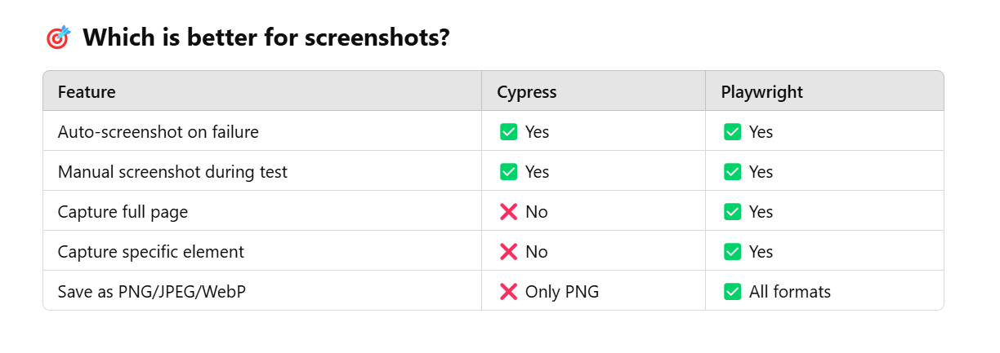 🎯 Which is better for screenshots?
Feature Cypress Playwright
Auto-screenshot on failure ✅ Yes ✅ Yes
Manual screenshot during test ✅ Yes ✅ Yes
Capture full page ❌ No ✅ Yes
Capture specific element ❌ No ✅ Yes
Save as PNG/JPEG/WebP ❌ Only PNG ✅ All formats